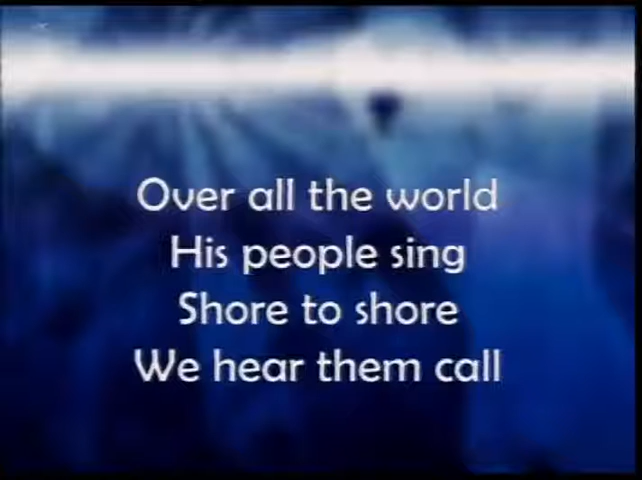 Over all the world
His people sing
Shore to shore
We hear them call